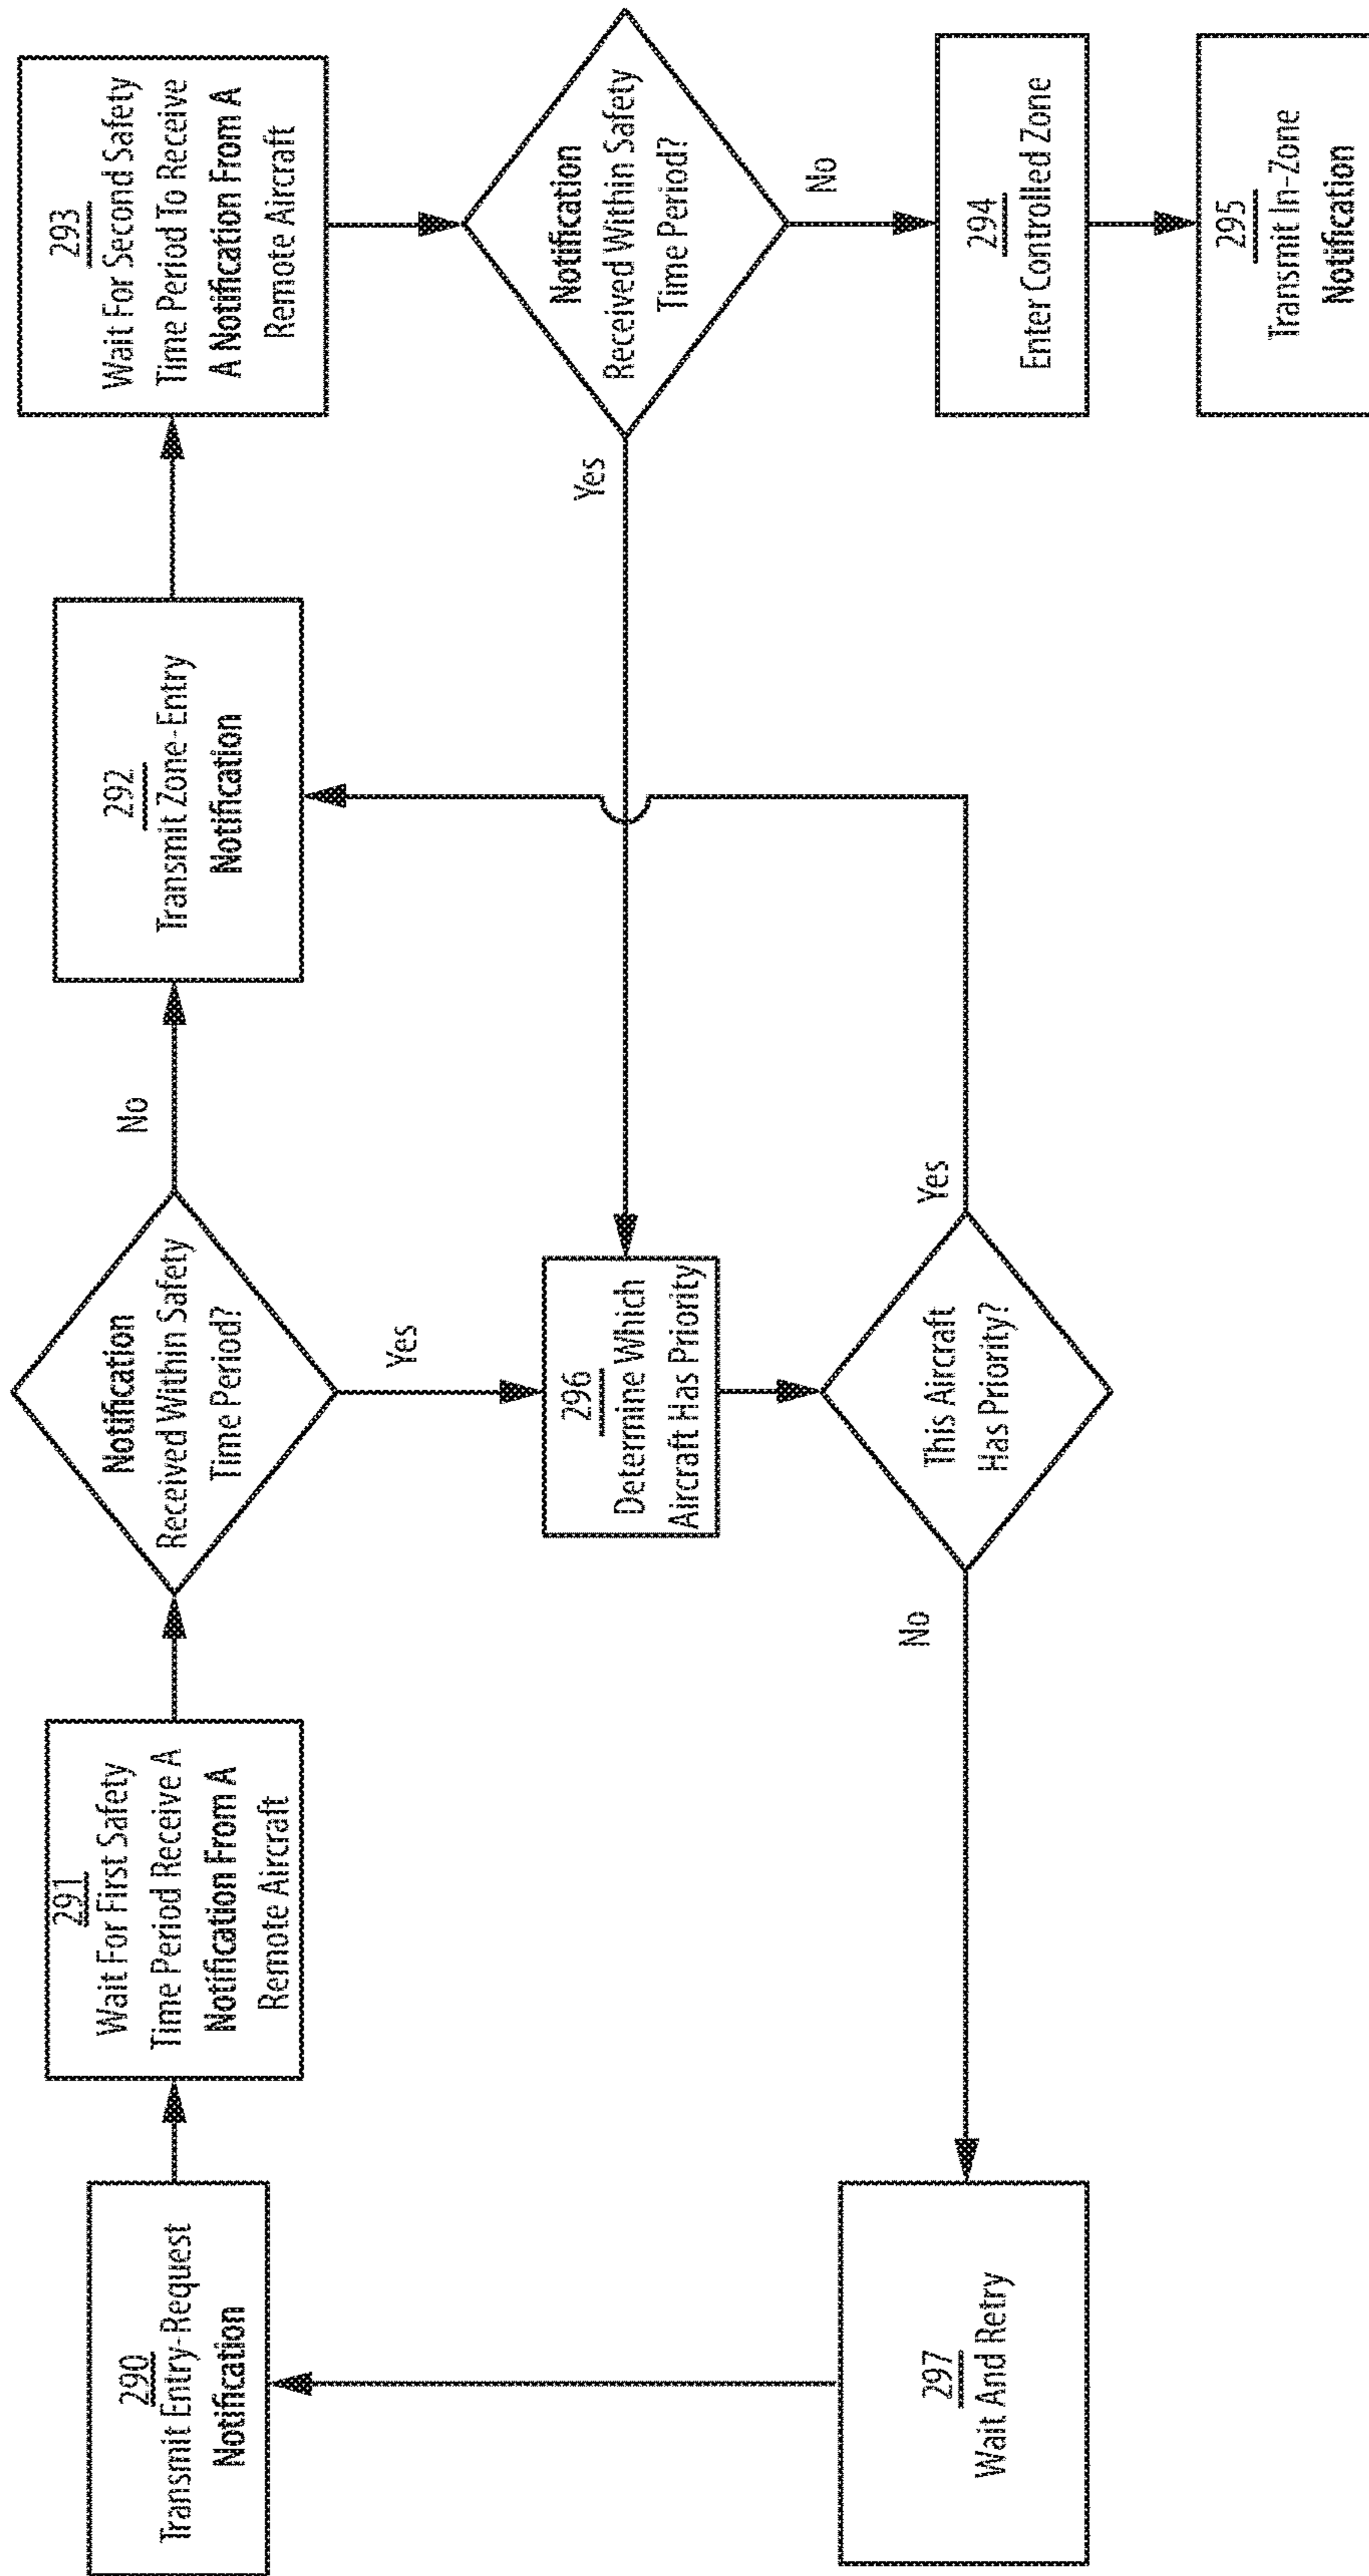 290
Transmit Entry-Request
Notification
291
Wait For First Safety
Time Period Receive A
Notification From A
Remote Aircraft
Notification
Received Within Safety
Time Period?
No
Yes
292
Transmit Zone-Entry
Notification
293
Wait For Second Safety
Time Period To Receive
A Notification From A
Remote Aircraft
Notification
Received Within Safety
Time Period?
Yes
No
294
Enter Controlled Zone
295
Transmit In-Zone
Notification
296
Determine Which
Aircraft Has Priority
This Aircraft
Has Priority?
Yes
No
297
Wait And Retry